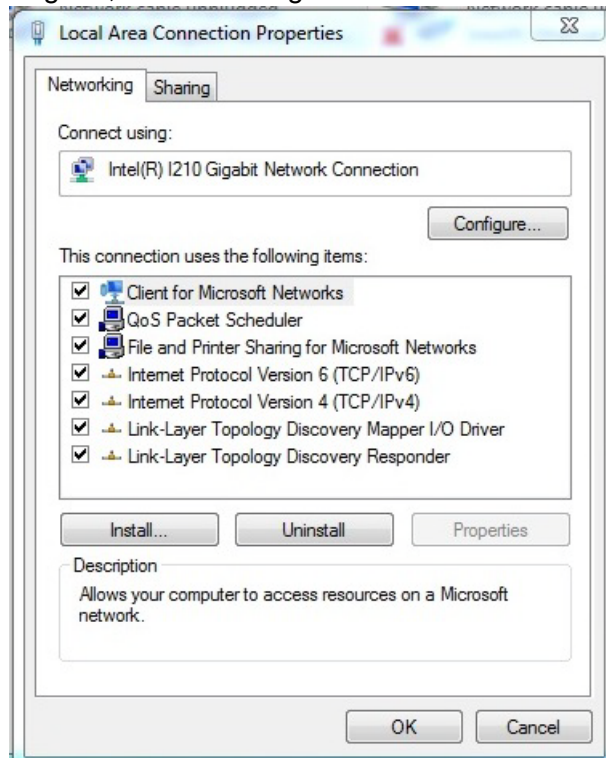 Network cable unplugged
Local Area Connection Properties
Networking
Sharing
Connect using:
Intel(R) I210 Gigabit Network Connection
Configure...
This connection uses the following items:
Client for Microsoft Networks
QoS Packet Scheduler
File and Printer Sharing for Microsoft Networks
Internet Protocol Version 6 (TCP/IPv6)
Internet Protocol Version 4 (TCP/IPv4)
Link-Layer Topology Discovery Mapper I/O Driver
Link-Layer Topology Discovery Responder
Install...
Uninstall
Properties
Description
Allows your computer to access resources on a Microsoft
network.
OK
Cancel